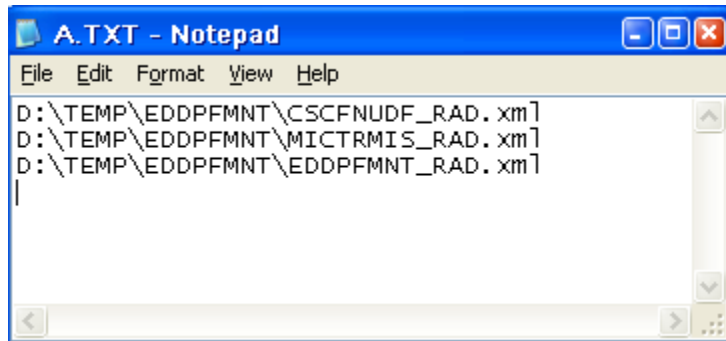 A.TXT - Notepad
File Edit Format View Help
D:\TEMP\EDDPFMNT\CSCFNUDF_RAD.xml
D:\TEMP\EDDPFMNT\MICTRMIS_RAD.xml
D:\TEMP\EDDPFMNT\EDDPFMNT_RAD.xml